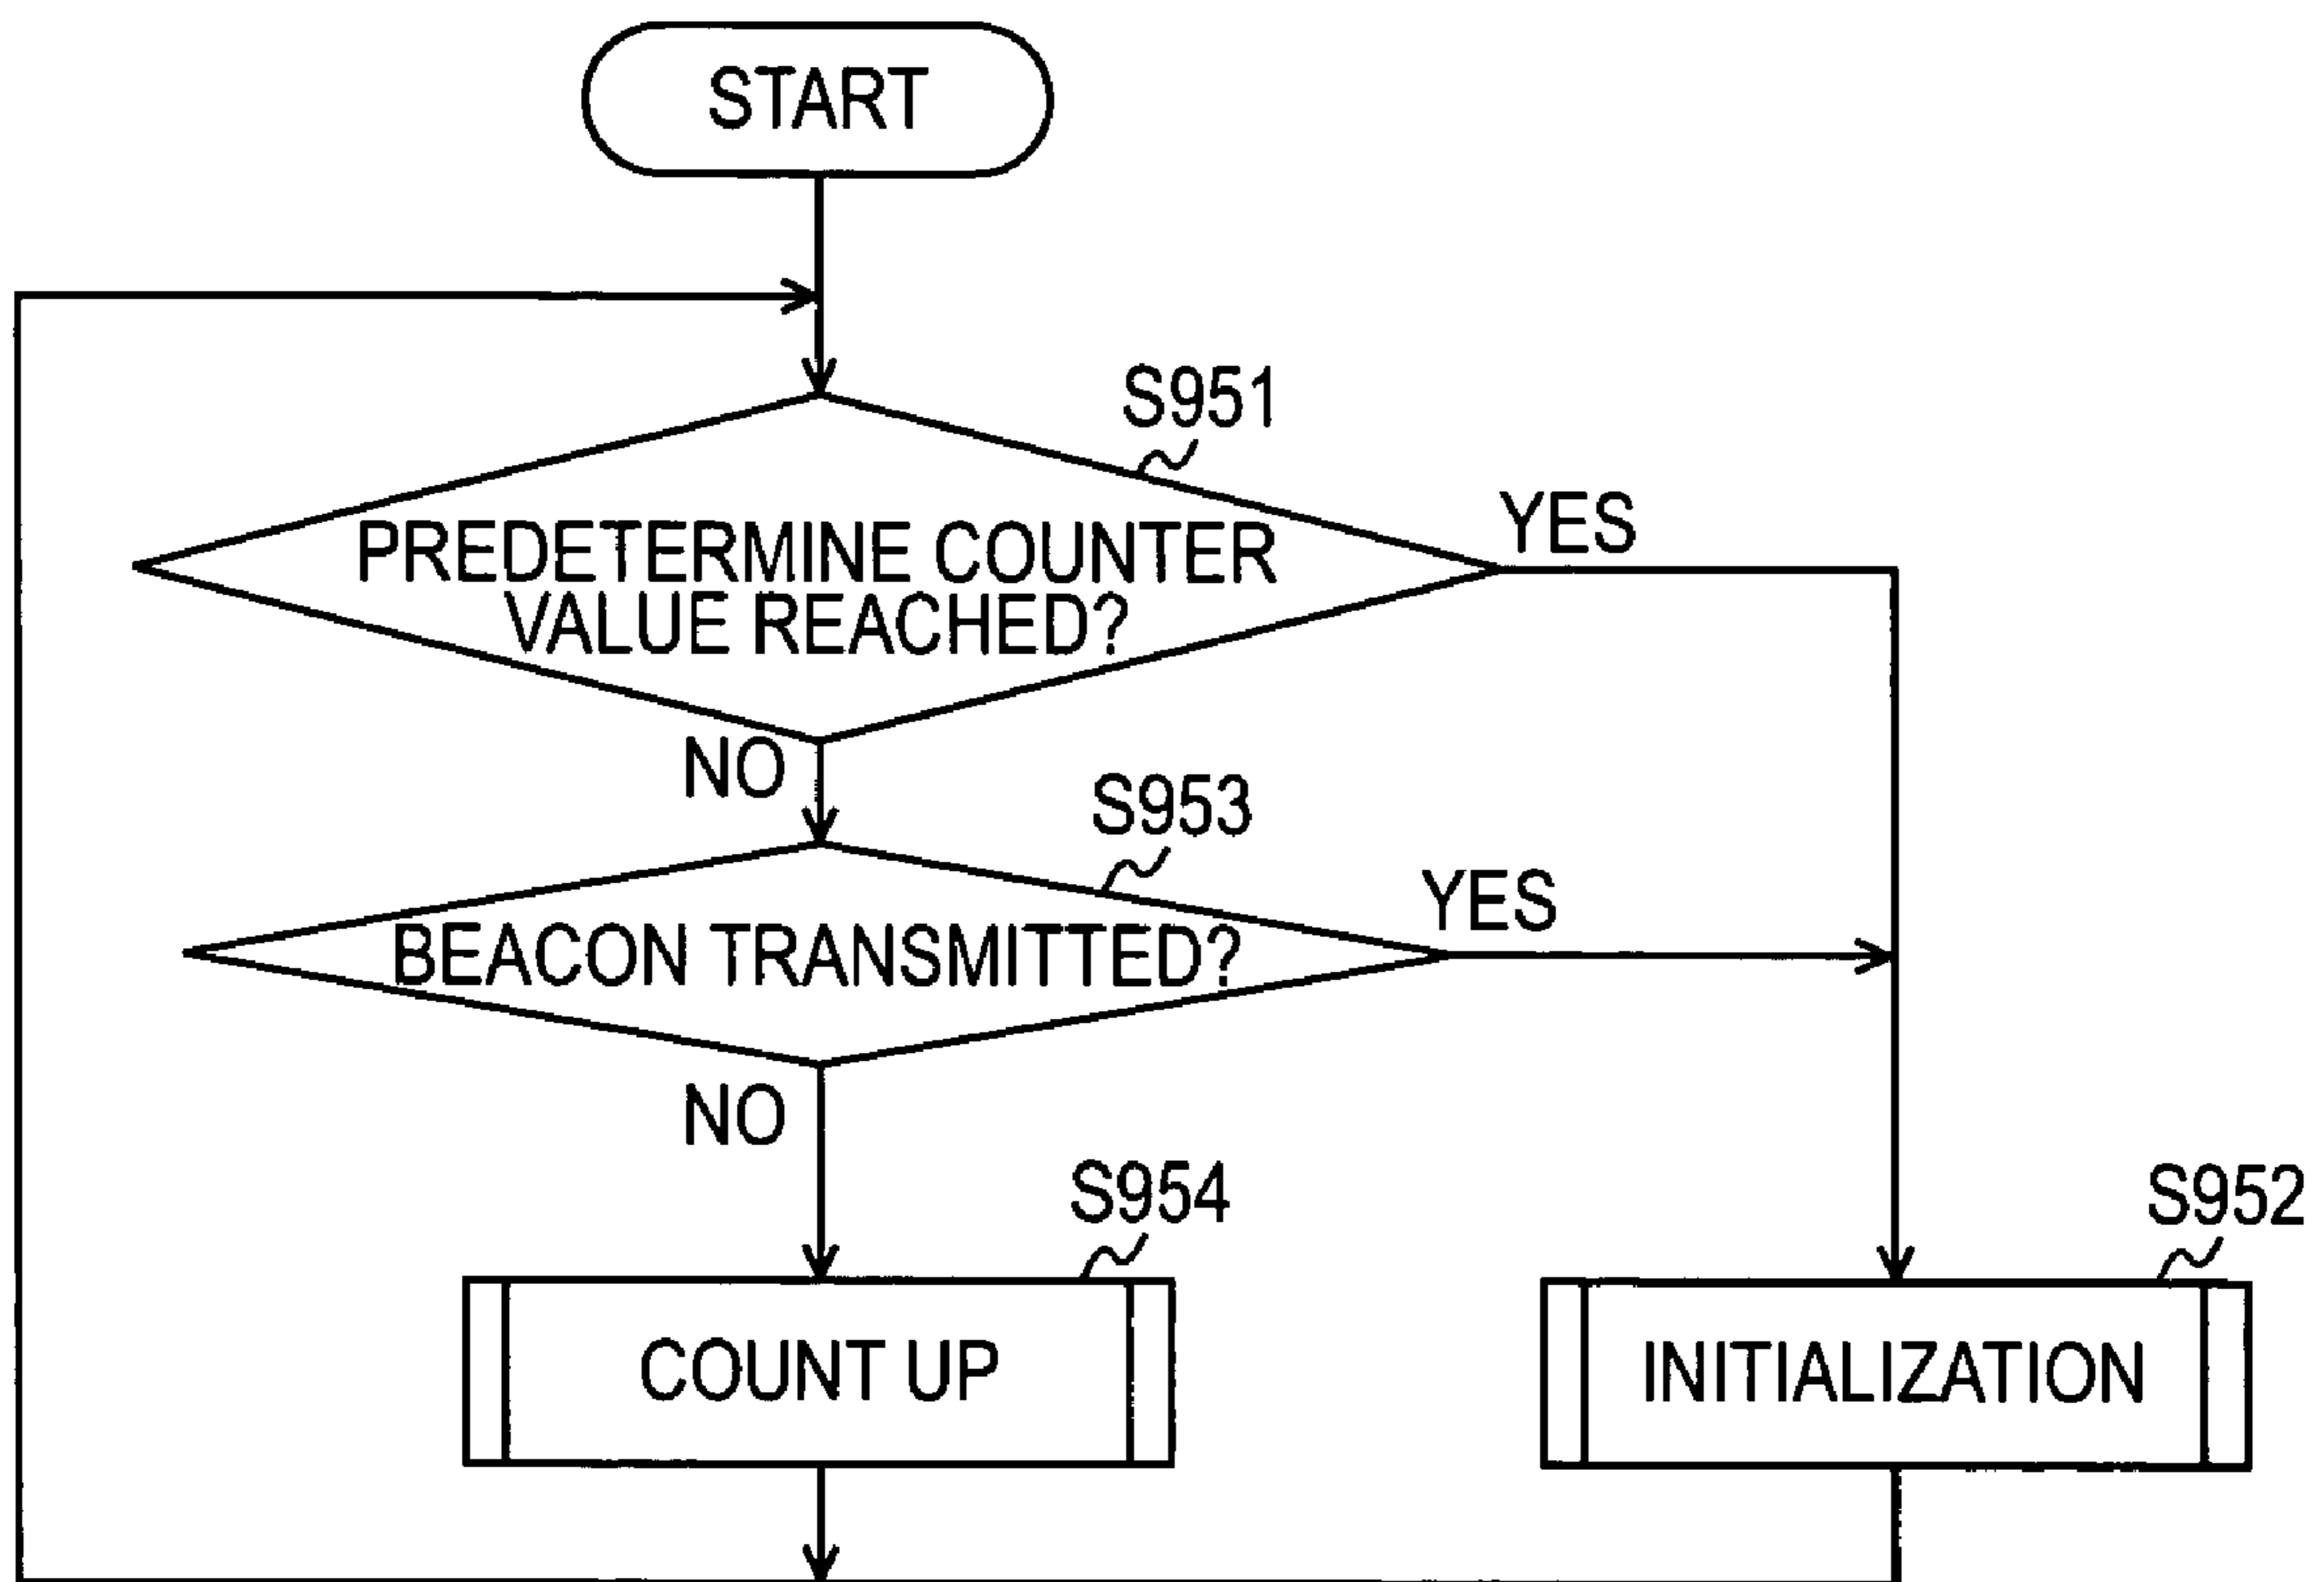 START
S951
PREDETERMINE COUNTER
VALUE REACHED?
YES
NO
S953
BEACON TRANSMITTED?
YES
NO
S954
COUNT UP
S952
INITIALIZATION